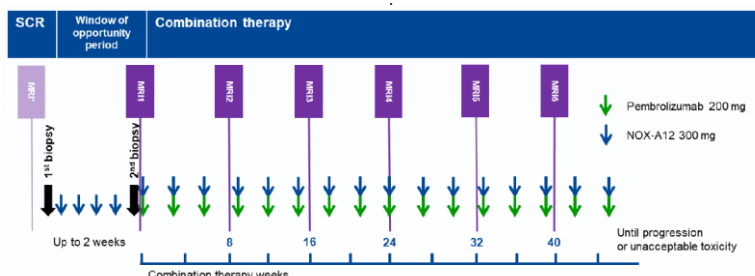 SCR
Window of
opportunity
period
Combination therapy
MRI*
MRI1
MRI2
MRI3
MRI4
MRI5
MRI6
Pembrolizumab 200 mg
NOX-A12 300 mg
1st biopsy
2nd biopsy
Up to 2 weeks
8
16
24
32
40
Until progression
or unacceptable toxicity
Combination therapy weeks